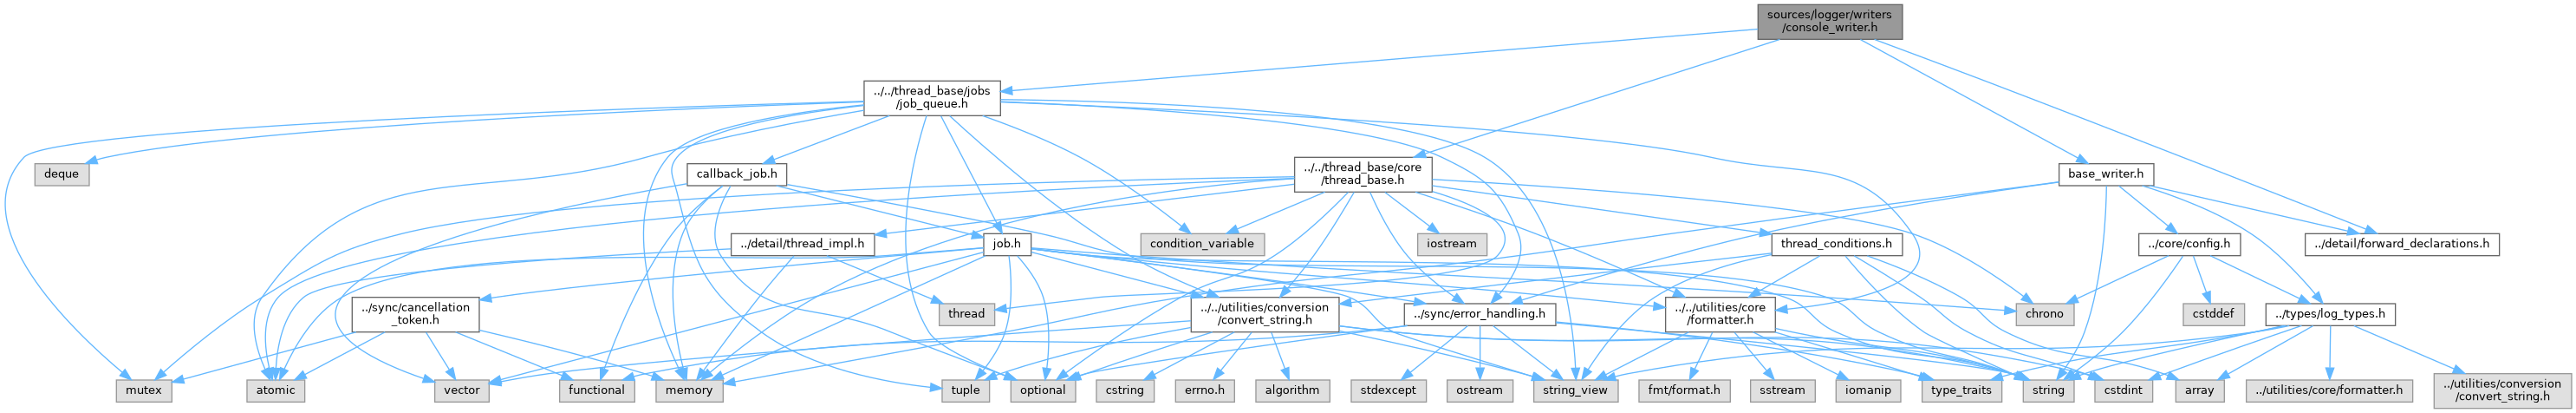 sources/logger/writers
/console_writer.h
../../thread_base/jobs
/job_queue.h
deque
callback_job.h
../../thread_base/core
/thread_base.h
base_writer.h
../detail/thread_impl.h
job.h
condition_variable
iostream
thread_conditions.h
../core/config.h
../detail/forward_declarations.h
../sync/cancellation
_token.h
thread
../../utilities/conversion
/convert_string.h
../sync/error_handling.h
../../utilities/core
/formatter.h
chrono
cstddef
../types/log_types.h
mutex
atomic
vector
functional
memory
tuple
optional
cstring
errno.h
algorithm
stdexcept
ostream
string_view
fmt/format.h
sstream
iomanip
type_traits
string
cstdint
array
../utilities/core/formatter.h
../utilities/conversion
/convert_string.h